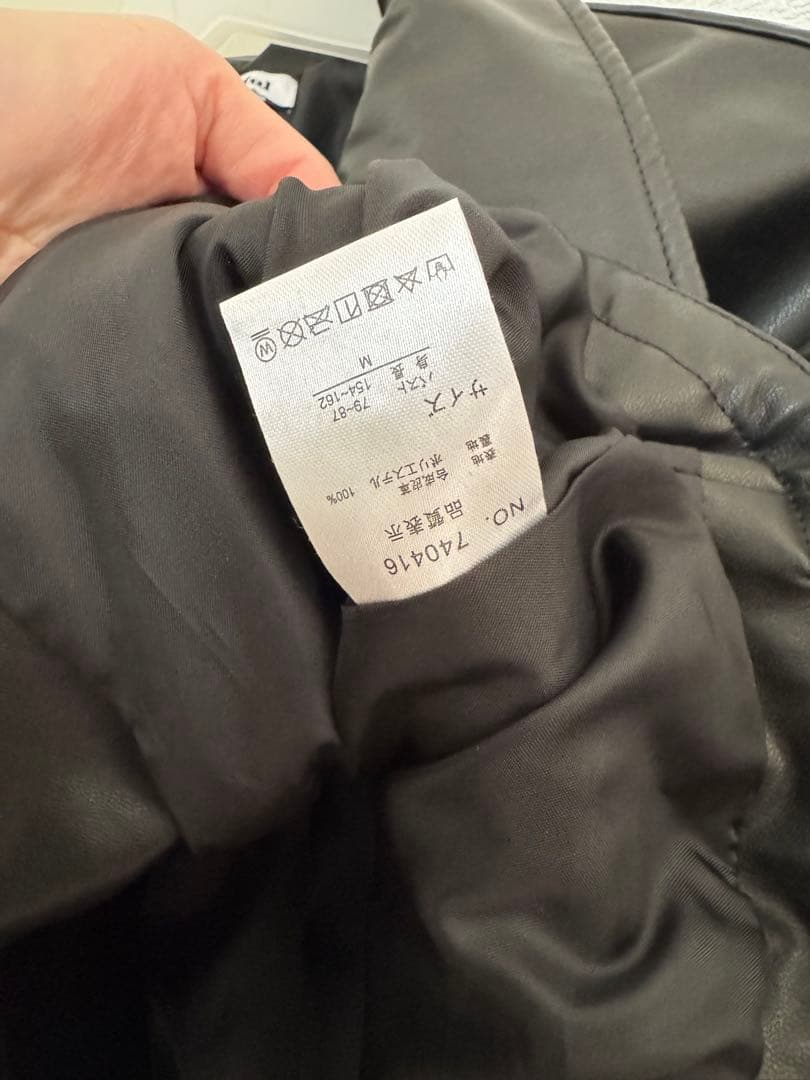 NO. 740416
品質表示
表地 合成皮革
裏地 ポリエステル 100%
サイズ
バスト 79~87
身長 154~162
M
W